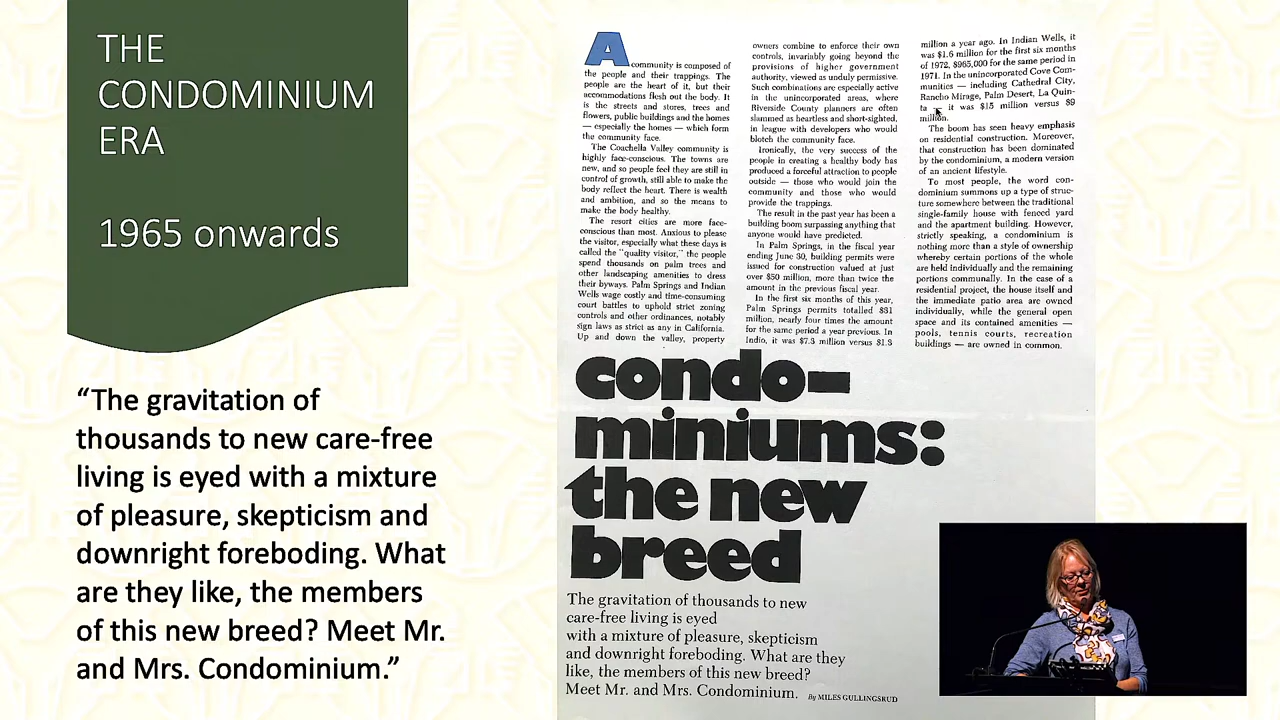 THE
CONDOMINIUM
ERA
1965 onwards
“The gravitation of
thousands to new care-free
living is eyed with a mixture
of pleasure, skepticism and
downright foreboding. What
are they like, the members
of this new breed? Meet Mr.
and Mrs. Condominium.”
A community is composed of
the people and their trappings. The
people are the heart of it, but their
accommodations flesh out the body. It
is the streets and stores, trees and
flowers, public buildings and the homes
— especially the homes — which form
the community face.
The Coachella Valley community is
highly face-conscious. The towns are
new, and so people feel they are still in
control of growth, still able to make the
body reflect the heart. There is wealth
and ambition, and so the means to
make the body healthy.
The resort cities are more face-
conscious than most. Anxious to please
the visitor, especially what these days is
called the "quality visitor," the people
spend thousands on palm trees and
other landscaping amenities to dress
their byways. Palm Springs and Indian
Wells wage costly and time-consuming
court battles to uphold strict zoning
controls and other ordinances, notably
sign laws as strict as any in California.
Up and down the valley, property
owners combine to enforce their own
controls, invariably going beyond the
provisions of higher government
authority, viewed as unduly permissive.
Such combinations are especially active
in the unincorporated areas, where
Riverside County planners are often
slammed as heartless and short-sighted,
in league with developers who would
blotch the community face.
Ironically, the very success of the
people in creating a healthy body has
produced a forceful attraction to people
outside — those who would join the
community and those who would
provide the trappings.
The result in the past year has been a
building boom surpassing anything that
anyone would have predicted.
In Palm Springs, in the fiscal year
ending June 30, building permits were
issued for construction valued at just
over $50 million, more than twice the
amount in the previous fiscal year.
In the first six months of this year,
Palm Springs permits totalled $31
million, nearly four times the amount
for the same period a year previous. In
Indio, it was $7.3 million versus $1.3
million a year ago. In Indian Wells, it
was $1.6 million for the first six months
of 1972, $965,000 for the same period in
1971. In the unincorporated Cove Com-
munities — including Cathedral City,
Rancho Mirage, Palm Desert, La Quin-
ta — it was $15 million versus $9
million.
The boom has seen heavy emphasis
on residential construction. Moreover,
that construction has been dominated
by the condominium, a modern version
of an ancient lifestyle.
To most people, the word con-
dominium summons up a type of struc-
ture somewhere between the traditional
single-family house with fenced yard
and the apartment building. However,
strictly speaking, a condominium is
nothing more than a style of ownership
whereby certain portions of the whole
are held individually and the remaining
portions communally. In the case of a
residential project, the house itself and
the immediate patio area are owned
individually, while the general open
space and its contained amenities —
pools, tennis courts, recreation
buildings — are owned in common.
condo-
miniums:
the new
breed
The gravitation of thousands to new
care-free living is eyed
with a mixture of pleasure, skepticism
and downright foreboding. What are they
like, the members of this new breed?
Meet Mr. and Mrs. Condominium. By MILES GULLINGSRUD